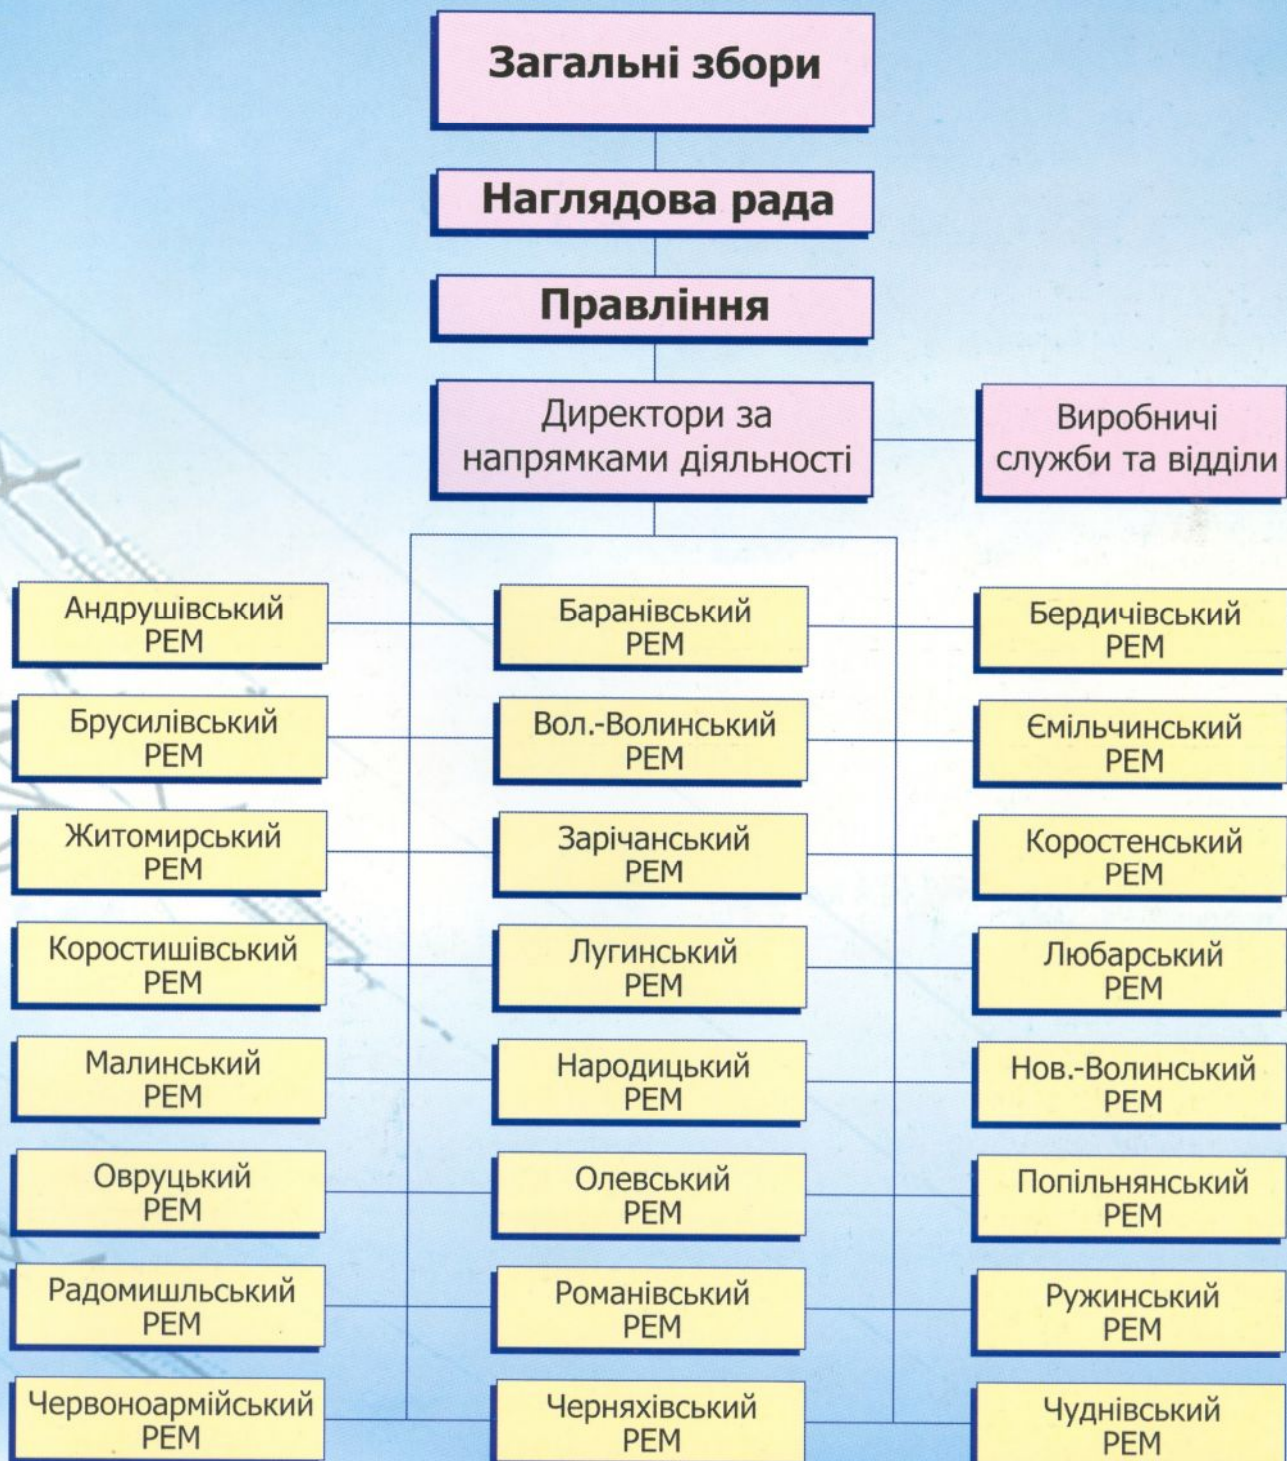 Загальні збори
Наглядова рада
Правління
Директори за
напрямками діяльності
Виробничі
служби та відділи
Андрушівський
РЕМ
Баранівський
РЕМ
Бердичівський
РЕМ
Брусилівський
РЕМ
Вол.-Волинський
РЕМ
Ємільчинський
РЕМ
Житомирський
РЕМ
Зарічанський
РЕМ
Коростенський
РЕМ
Коростишівський
РЕМ
Лугинський
РЕМ
Любарський
РЕМ
Малинський
РЕМ
Народицький
РЕМ
Нов.-Волинський
РЕМ
Овруцький
РЕМ
Олевський
РЕМ
Попільнянський
РЕМ
Радомишльський
РЕМ
Романівський
РЕМ
Ружинський
РЕМ
Червоноармійський
РЕМ
Черняхівський
РЕМ
Чуднівський
РЕМ